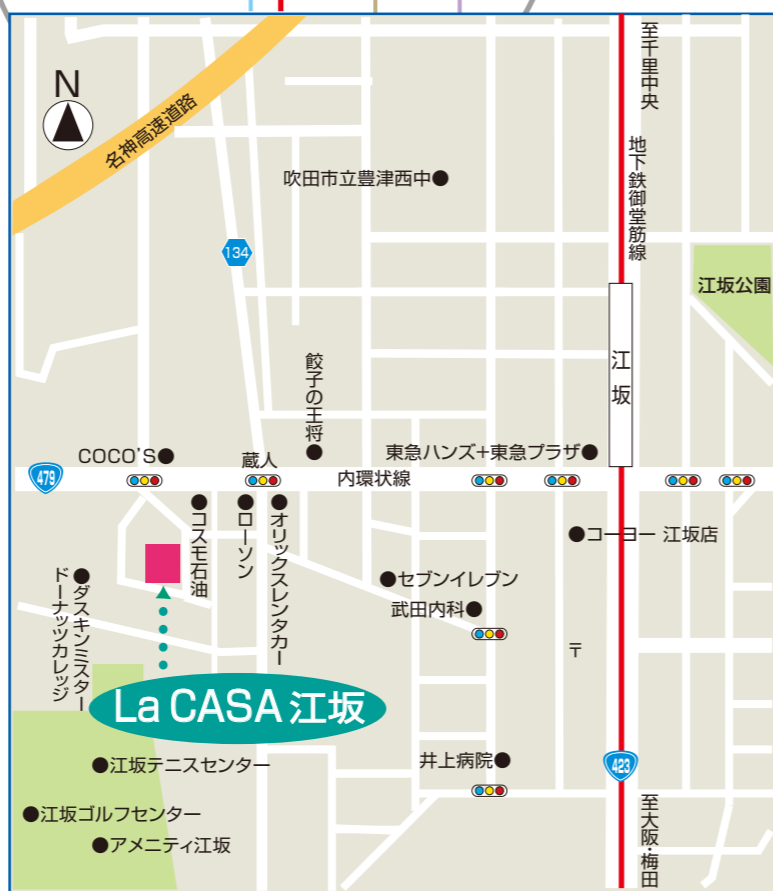 至千里中央
N
名神高速道路
地下鉄御堂筋線
吹田市立豊津西中●
134
江坂公園
江坂
餃子の王将
●
COCO'S●
蔵人
東急ハンズ+東急プラザ●
479
内環状線
●コスモ石油
●ローソン
●オリックスレンタカー
●コーヨー 江坂店
●セブンイレブン
武田内科●
●ダスキンミスター
ドーナッツカレッジ
〒
La CASA 江坂
●江坂テニスセンター
井上病院●
423
●江坂ゴルフセンター
●アメニティ江坂
至大阪・梅田